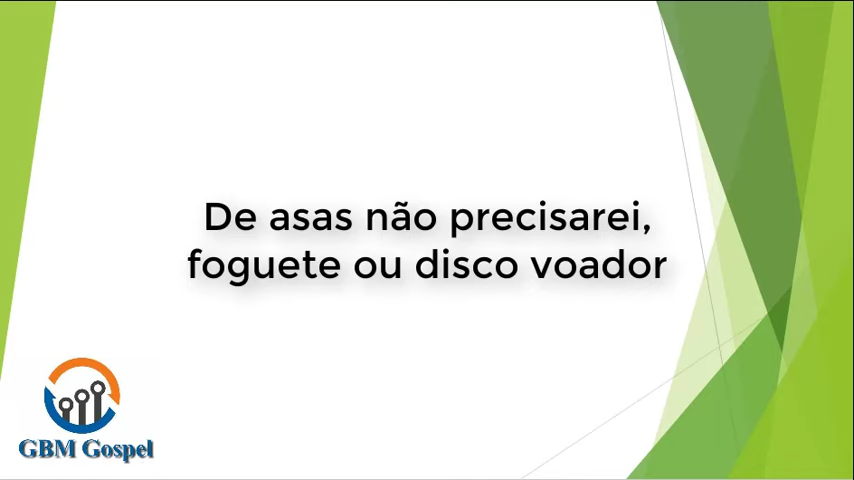 De asas não precisarei,
foguete ou disco voador
GBM Gospel